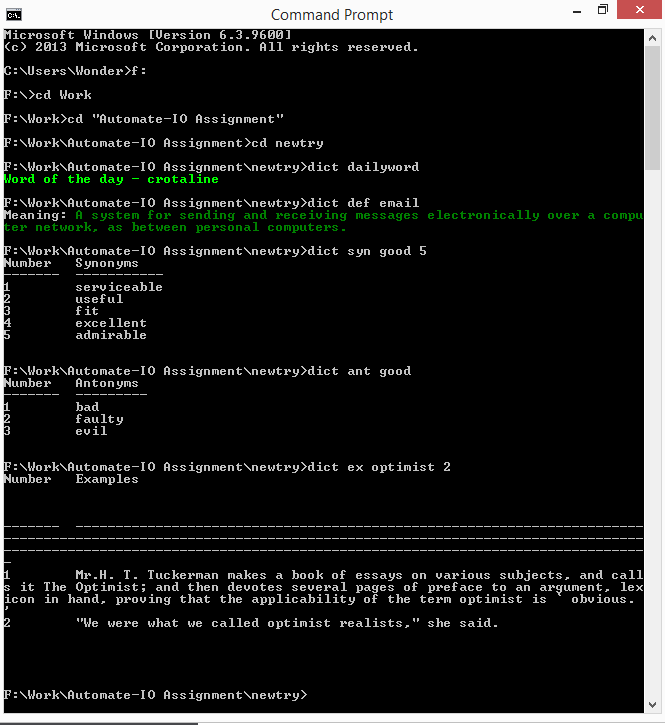 Command Prompt
Microsoft Windows [Version 6.3.9600]
(c) 2013 Microsoft Corporation. All rights reserved.
C:\Users\Wonder>f:
F:\>cd Work
F:\Work>cd "Automate-IO Assignment"
F:\Work\Automate-IO Assignment>cd newtry
F:\Work\Automate-IO Assignment\newtry>dict dailyword
Word of the day - crotaline
F:\Work\Automate-IO Assignment\newtry>dict def email
Meaning: A system for sending and receiving messages electronically over a compu
ter network, as between personal computers.
F:\Work\Automate-IO Assignment\newtry>dict syn good 5
Number   Synonyms
-------  -----------
1        serviceable
2        useful
3        fit
4        excellent
5        admirable
F:\Work\Automate-IO Assignment\newtry>dict ant good
Number   Antonyms
-------  ---------
1        bad
2        faulty
3        evil
F:\Work\Automate-IO Assignment\newtry>dict ex optimist 2
Number   Examples
-------  -----------------------------------------------------------------------
--------------------------------------------------------------------------------
--------------------------------------------------------------------------------
-
1        Mr.H. T. Tuckerman makes a book of essays on various subjects, and call
s it The Optimist; and then devotes several pages of preface to an argument, lex
icon in hand, proving that the applicability of the term optimist is ` obvious.
'
2        "We were what we called optimist realists," she said.
F:\Work\Automate-IO Assignment\newtry>